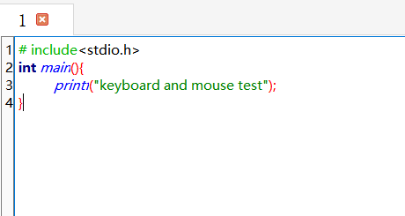 1
1 # include<stdio.h>
2 int main(){
3 printf("keyboard and mouse test");
4 }